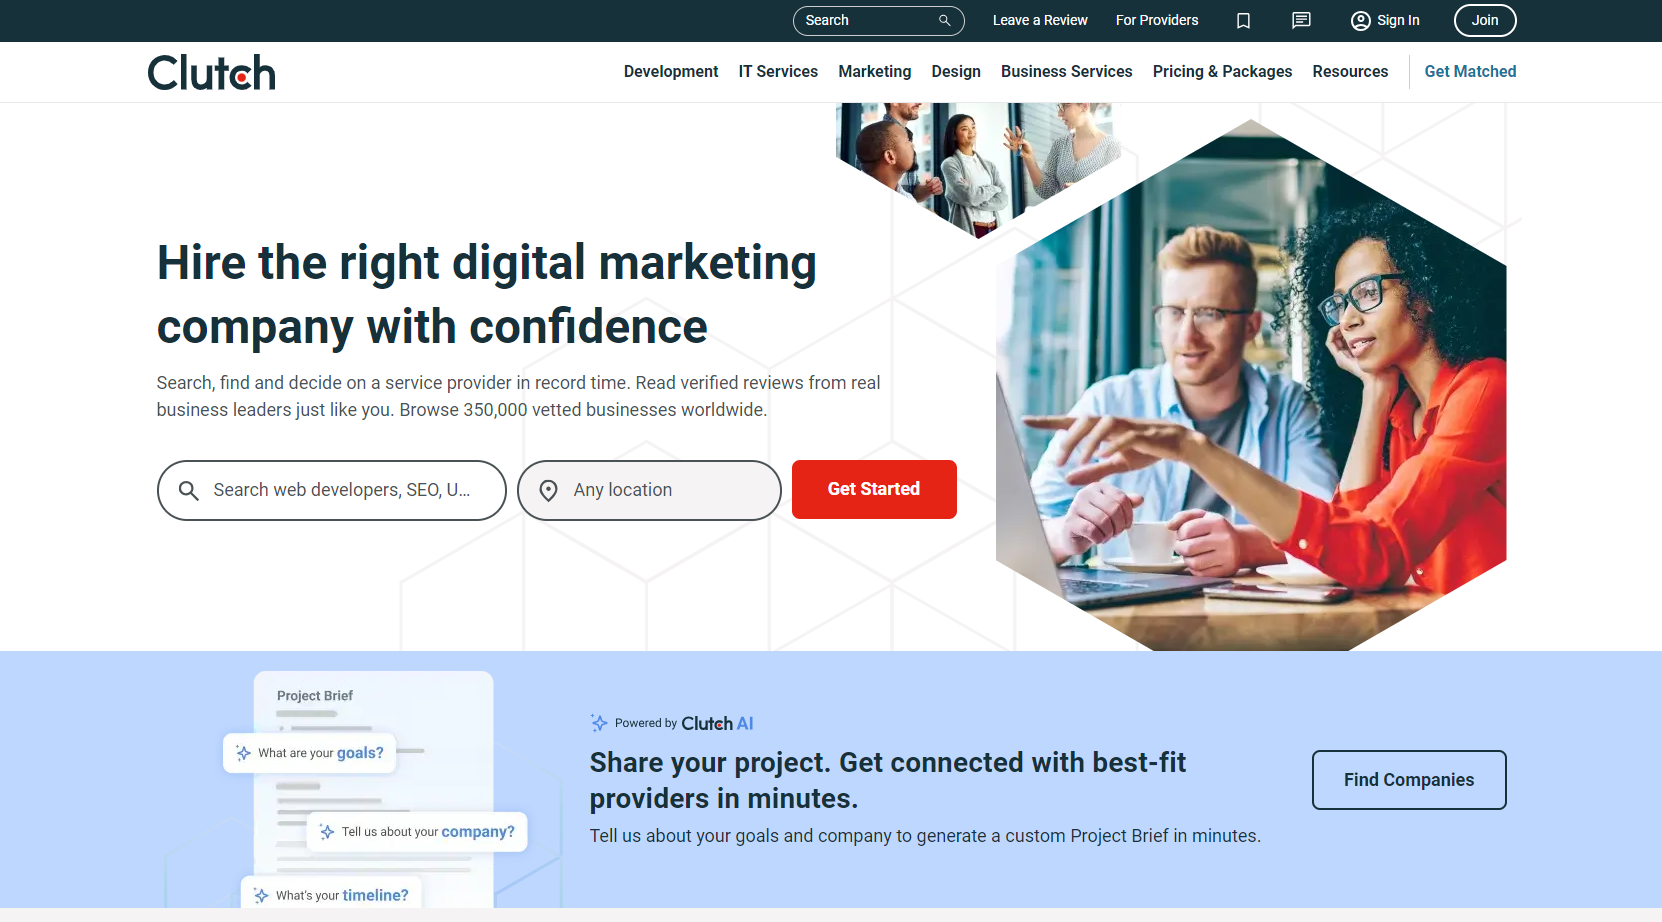 Search
Leave a Review
For Providers
Sign In
Join
Clutch
Development
IT Services
Marketing
Design
Business Services
Pricing & Packages
Resources
Get Matched
Hire the right digital marketing
company with confidence
Search, find and decide on a service provider in record time. Read verified reviews from real
business leaders just like you. Browse 350,000 vetted businesses worldwide.
Search web developers, SEO, U...
Any location
Get Started
Project Brief
What are your goals?
Tell us about your company?
What's your timeline?
Powered by Clutch AI
Share your project. Get connected with best-fit
providers in minutes.
Tell us about your goals and company to generate a custom Project Brief in minutes.
Find Companies